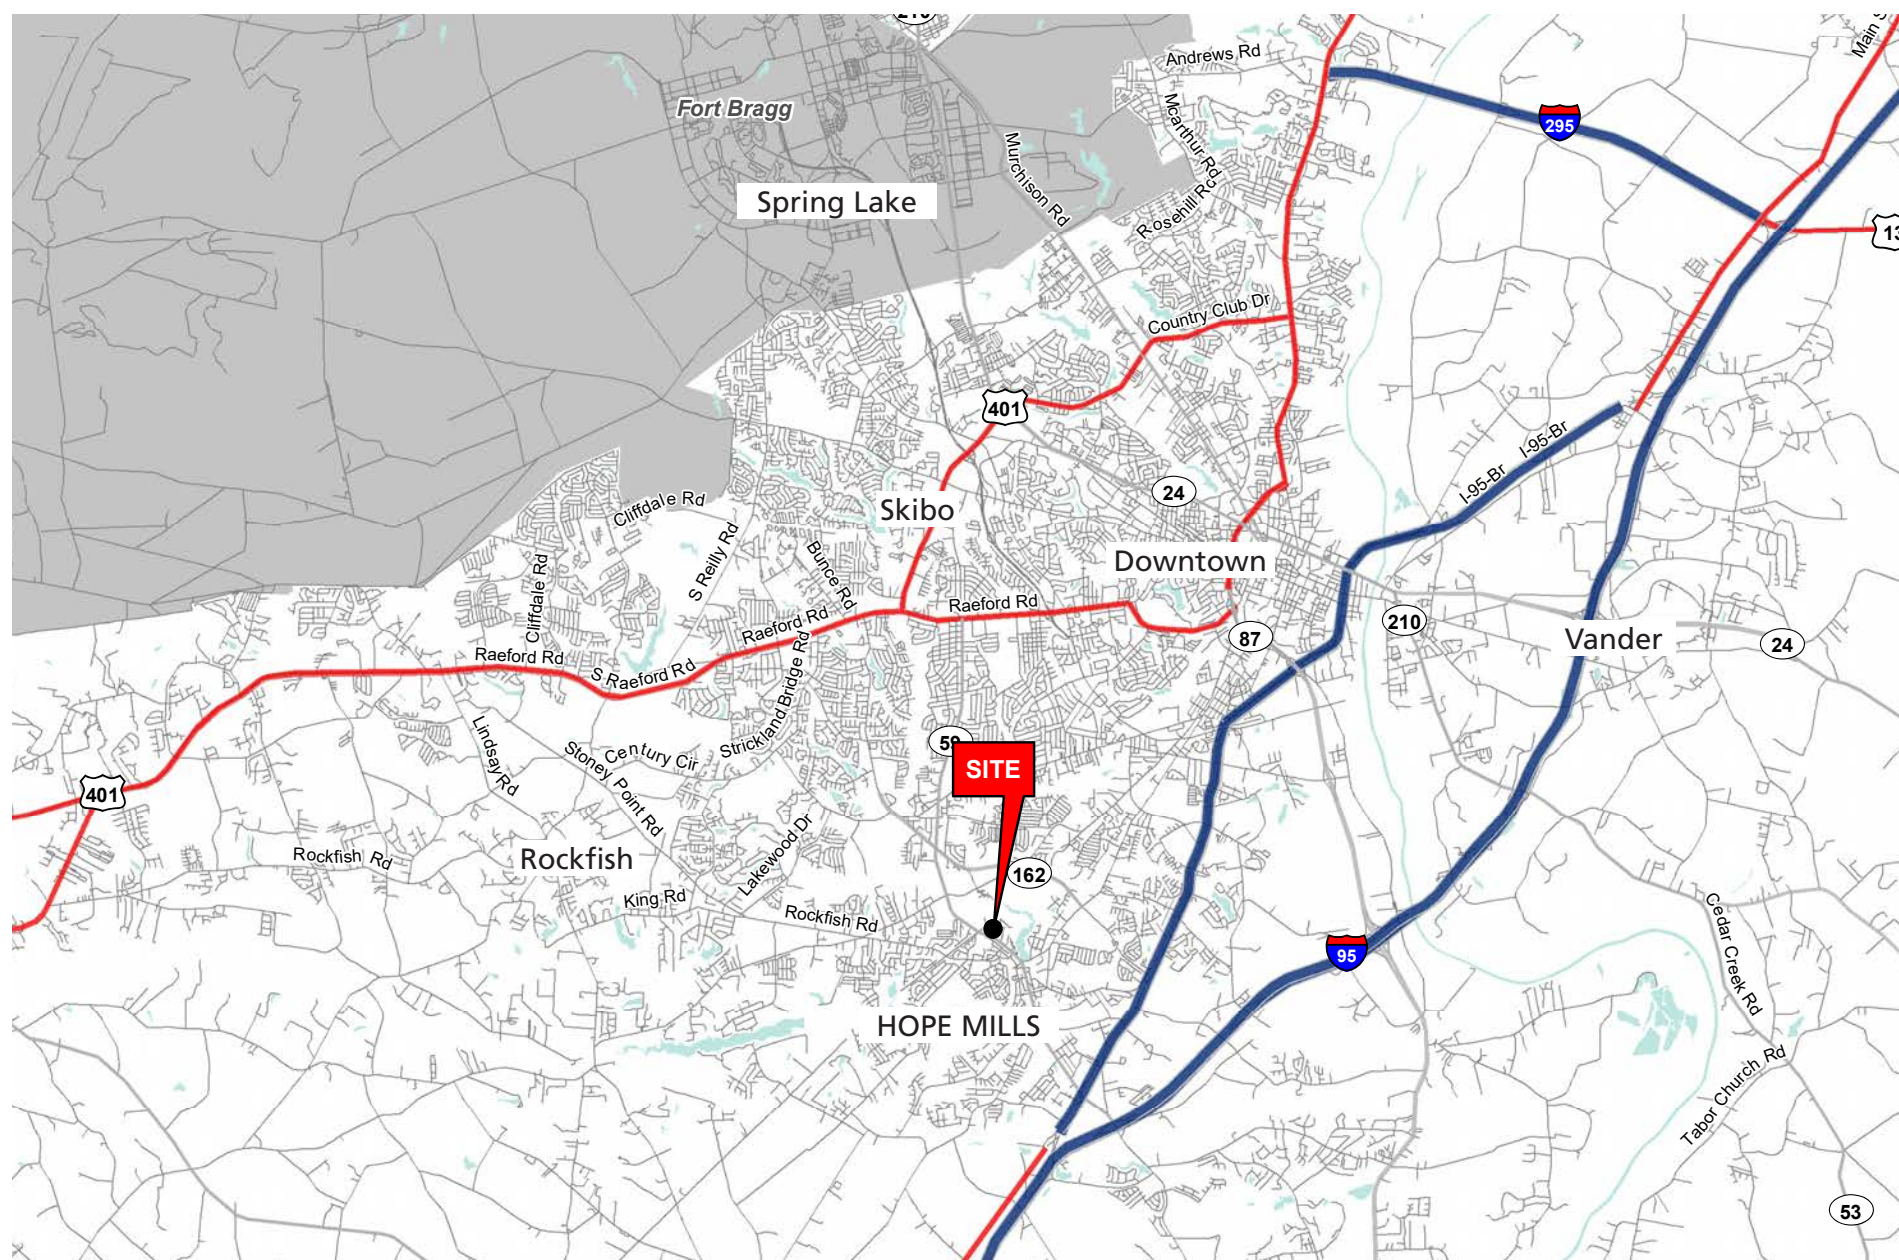 210
Main S
Andrews Rd
295
Fort Bragg
Mcarthur Rd
Murchison Rd
Spring Lake
Rosehill Rd
13
Country Club Dr
401
I-95-Br
I-95-Br
24
Cliffdale Rd
Skibo
S Reilly Rd
Bunce Rd
Downtown
Cliffdale Rd
Raeford Rd
Raeford Rd
210
87
Vander
24
Raeford Rd
S Raeford Rd
Strickland Bridge Rd
Lindsay Rd
Stoney Point Rd
Century Cir
59
SITE
401
Rockfish Rd
Rockfish
Lakewood Dr
162
King Rd
Rockfish Rd
Cedar Creek Rd
95
HOPE MILLS
Tabor Church Rd
53